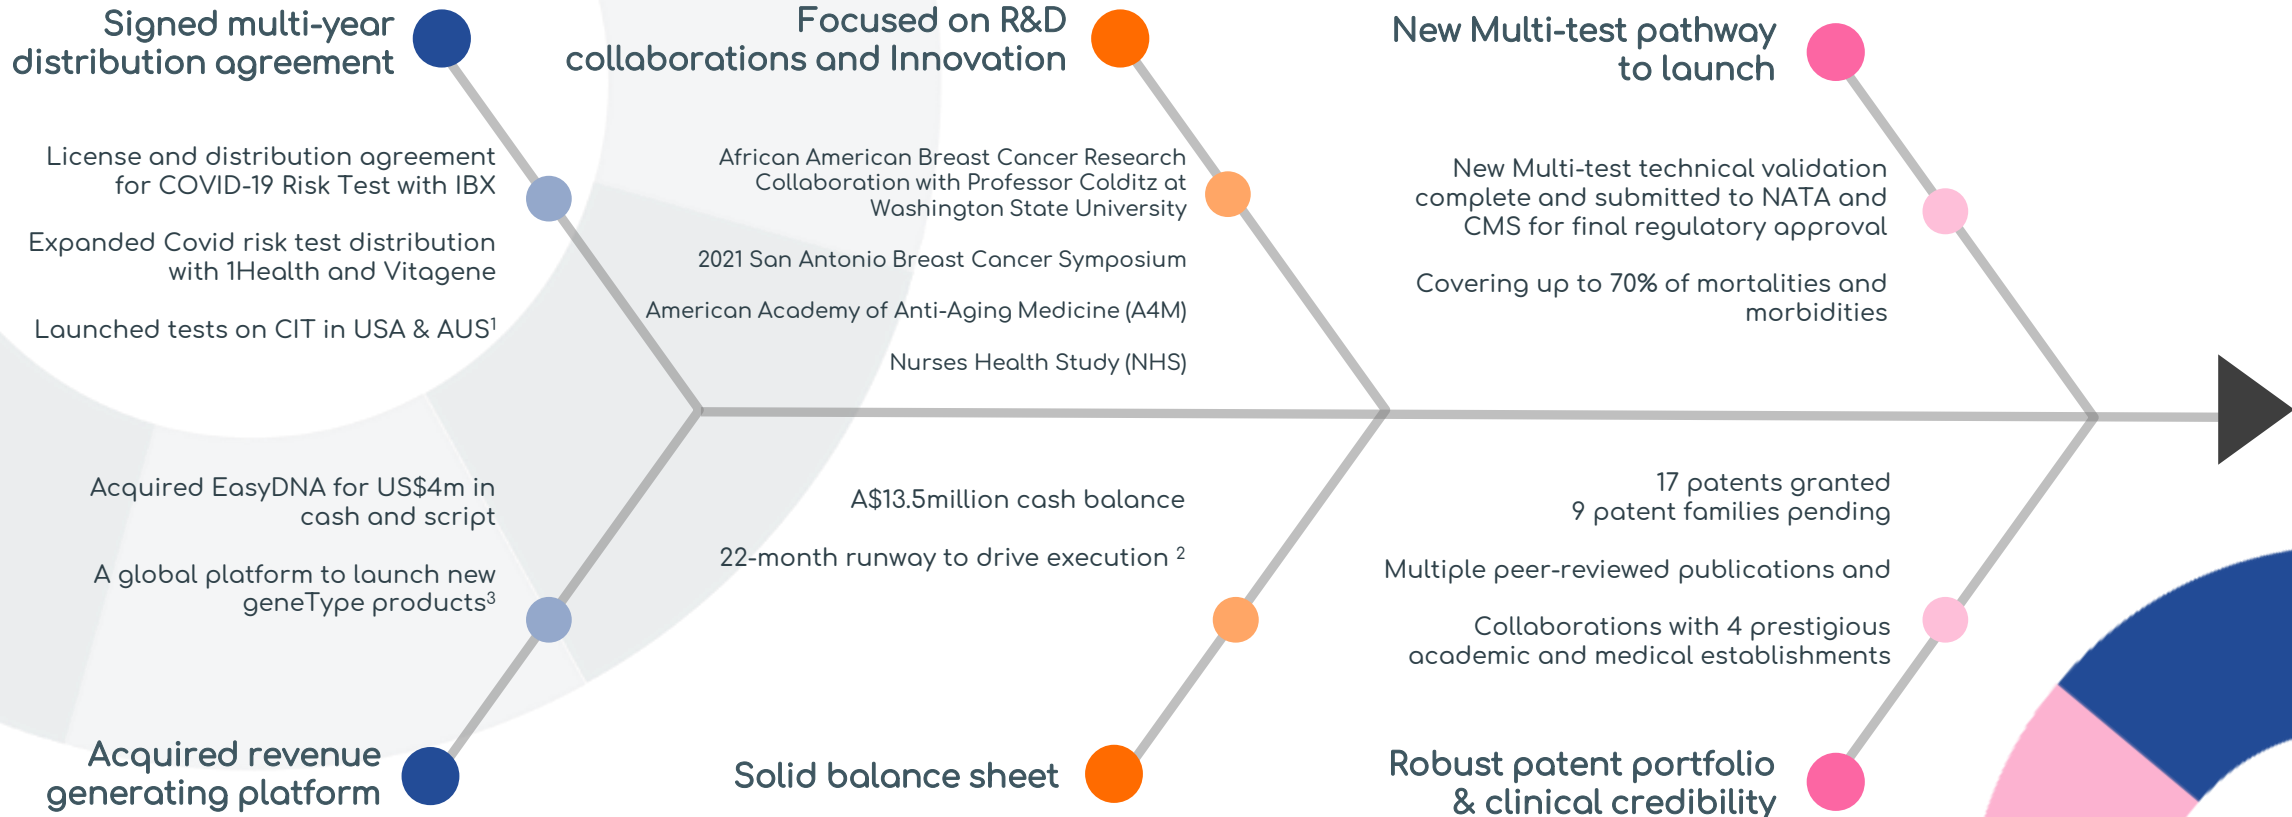 Signed multi-year
distribution agreement
License and distribution agreement
for COVID-19 Risk Test with IBX
Expanded Covid risk test distribution
with 1Health and Vitagene
Launched tests on CIT in USA & AUS¹
Focused on R&D
collaborations and Innovation
African American Breast Cancer Research
Collaboration with Professor Colditz at
Washington State University
2021 San Antonio Breast Cancer Symposium
American Academy of Anti-Aging Medicine (A4M)
Nurses Health Study (NHS)
New Multi-test pathway
to launch
New Multi-test technical validation
complete and submitted to NATA and
CMS for final regulatory approval
Covering up to 70% of mortalities and
morbidities
Acquired EasyDNA for US$4m in
cash and script
A global platform to launch new
geneType products³
Acquired revenue
generating platform
A$13.5million cash balance
22-month runway to drive execution ²
Solid balance sheet
17 patents granted
9 patent families pending
Multiple peer-reviewed publications and
Collaborations with 4 prestigious
academic and medical establishments
Robust patent portfolio
& clinical credibility